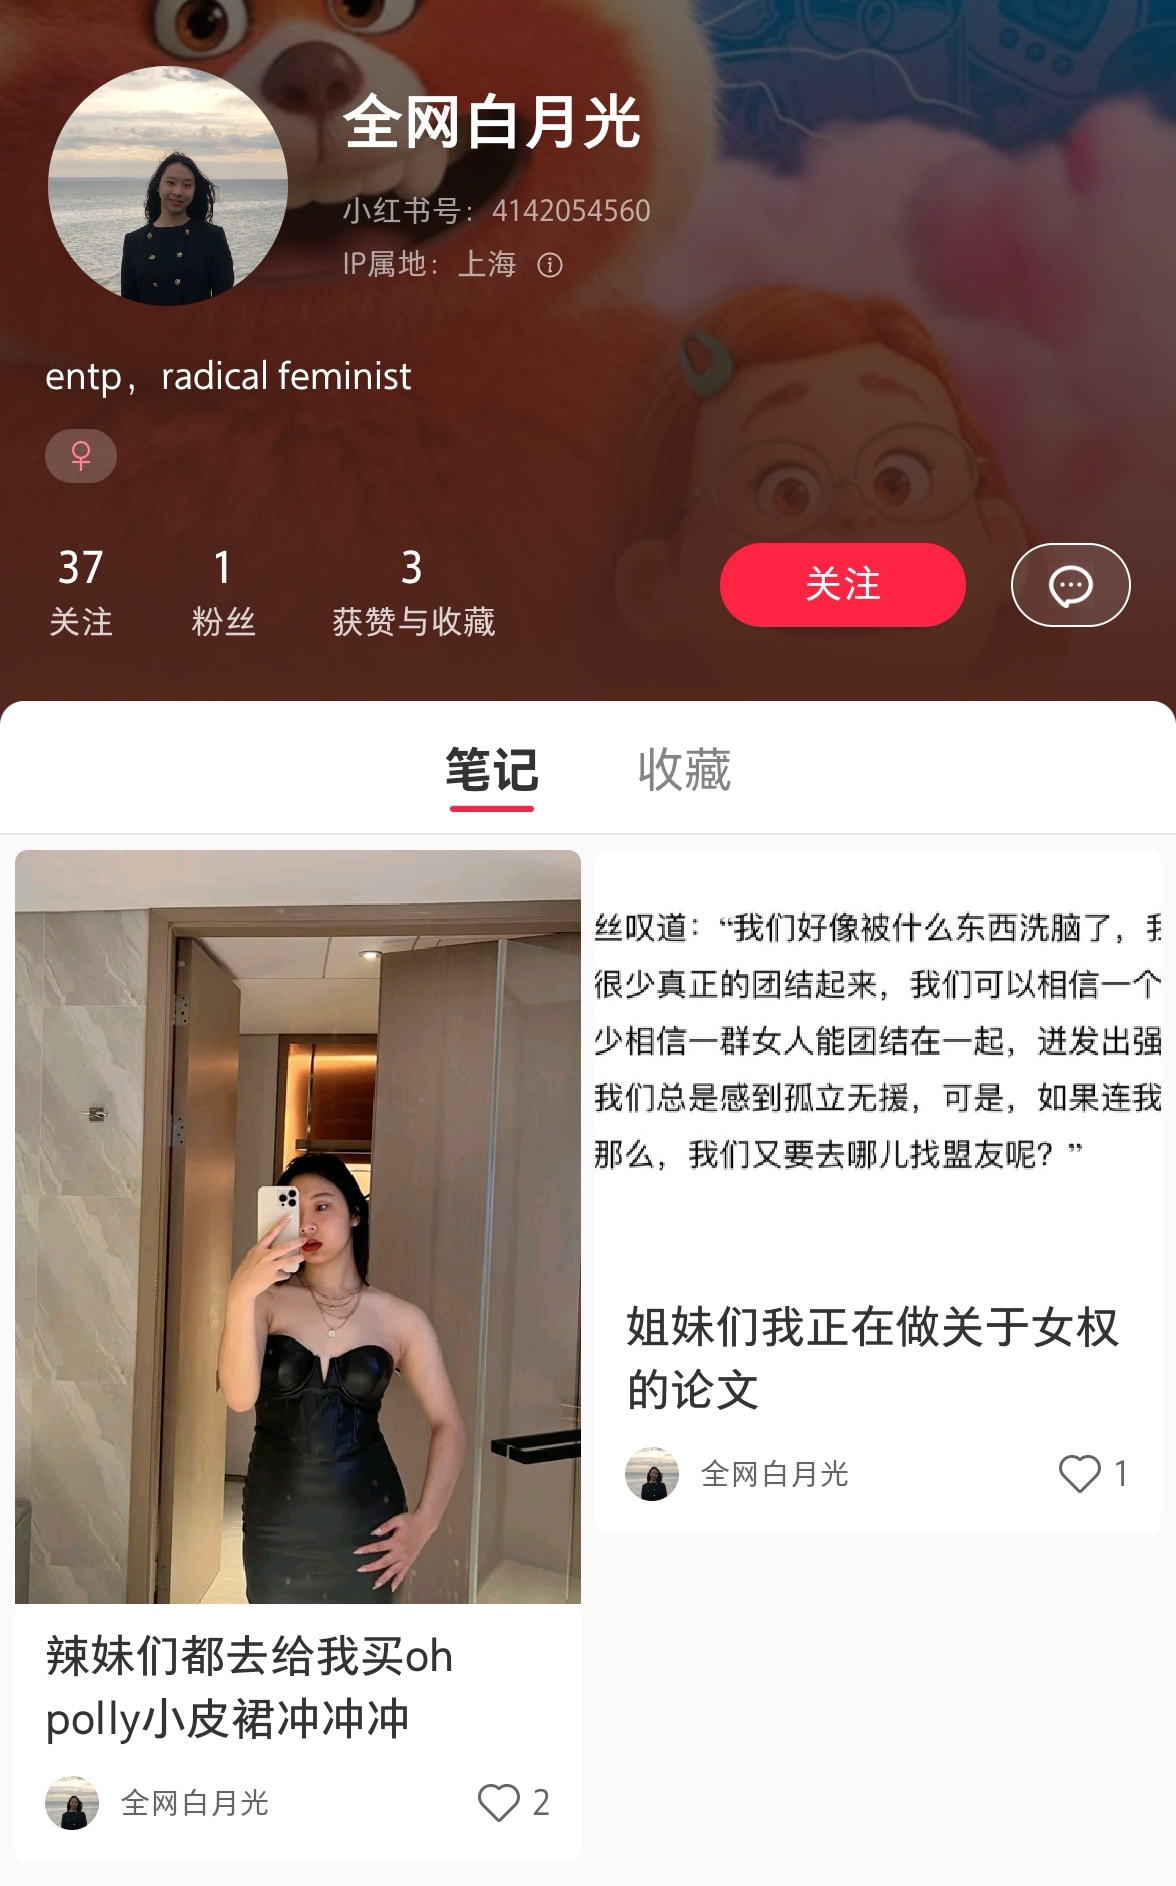 全网白月光
小红书号：4142054560
IP属地：上海
entp，radical feminist
37
关注
1
粉丝
3
获赞与收藏
关注
笔记
收藏
辣妹们都去给我买oh
polly小皮裙冲冲冲
全网白月光
2
丝叹道：“我们好像被什么东西洗脑了，我
很少真正的团结起来，我们可以相信一个
少相信一群女人能团结在一起，迸发出强
我们总是感到孤立无援，可是，如果连我
那么，我们又要去哪儿找盟友呢？”
姐妹们我正在做关于女权
的论文
全网白月光
1